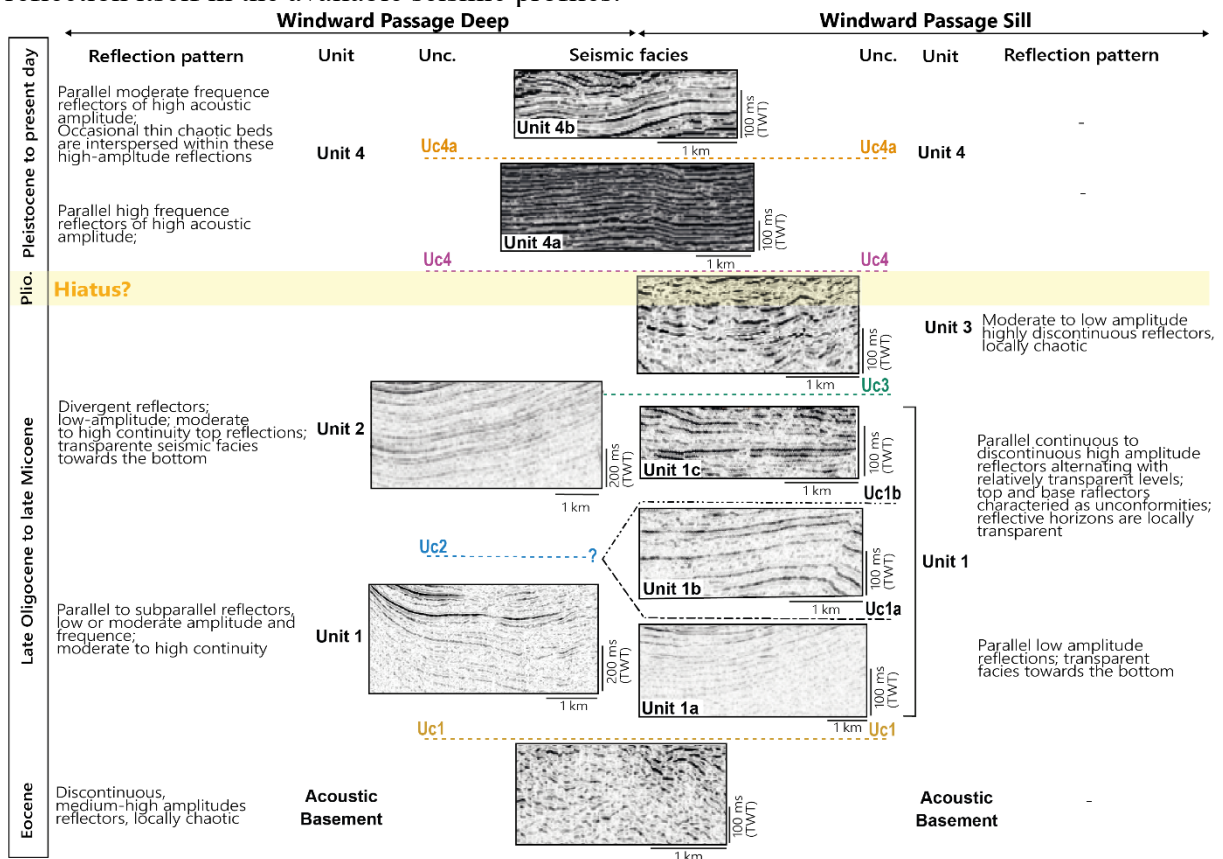 reflection itself in the available seismic profiles.
Windward Passage Deep
Windward Passage Sill
Reflection pattern
Unit
Unc.
Seismic facies
Unc.
Unit
Reflection pattern
Pleistocene to present day
Parallel moderate frequence
reflectors of high acoustic
amplitude;
Occasional thin chaotic beds
are interspersed within these
high-ampltude reflections
Unit 4
Unit 4b
100 ms
(TWT)
1 km
Uc4a
Uc4a
Unit 4
-
Parallel high frequence
reflectors of high acoustic
amplitude;
Unit 4a
100 ms
(TWT)
1 km
-
Uc4
Uc4
Plio.
Hiatus?
Late Oligocene to late Micoene
100 ms
(TWT)
1 km
Unit 3
Moderate to low amplitude
highly discontinuous reflectors,
locally chaotic
Uc3
Divergent reflectors;
low-amplitude; moderate
to high continuity top reflections;
transparente seismic facies
towards the bottom
Unit 2
200 ms
(TWT)
1 km
Unit 1c
100 ms
(TWT)
1 km
Uc1b
Parallel continuous to
discontinuous high amplitude
reflectors alternating with
relatively transparent levels;
top and base raflectors
characteried as unconformities;
reflective horizons are locally
transparent
Uc2
?
Unit 1b
100 ms
(TWT)
1 km
Uc1a
Unit 1
Parallel to subparallel reflectors,
low or moderate amplitude and
frequence;
moderate to high continuity
Unit 1
200 ms
(TWT)
1 km
Unit 1a
100 ms
(TWT)
1 km
Parallel low amplitude
reflections; transparent
facies towards the bottom
Uc1
Uc1
Eocene
Discontinuous,
medium-high amplitudes
reflectors, locally chaotic
Acoustic
Basement
100 ms
(TWT)
1 km
Acoustic
Basement
-